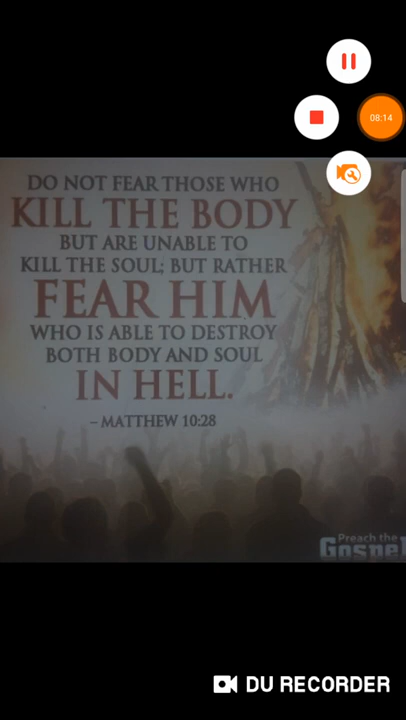 08:14
DO NOT FEAR THOSE WHO
KILL THE BODY
BUT ARE UNABLE TO
KILL THE SOUL; BUT RATHER
FEAR HIM
WHO IS ABLE TO DESTROY
BOTH BODY AND SOUL
IN HELL.
– MATTHEW 10:28
Preach the
Gospel
DU RECORDER